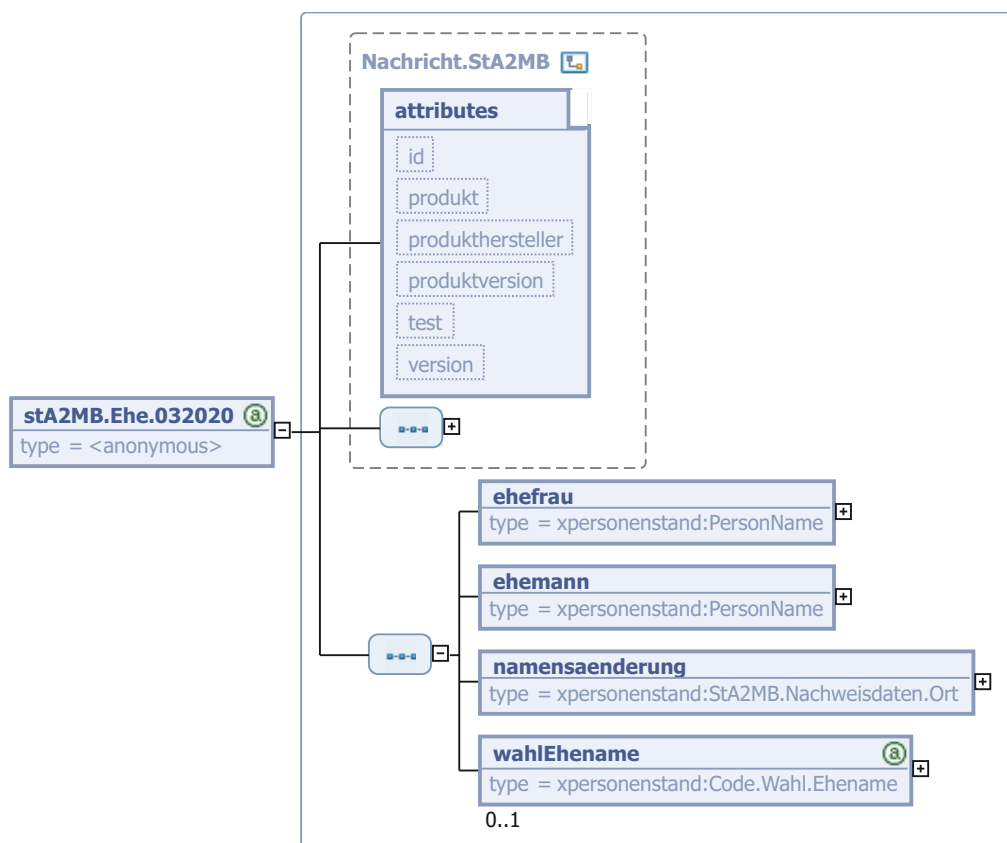 Nachricht.StA2MB
attributes
id
produkt
produkthersteller
produktversion
test
version
stA2MB.Ehe.032020
type = <anonymous>
ehefrau
type = xpersonenstand:PersonName
ehemann
type = xpersonenstand:PersonName
namensaenderung
type = xpersonenstand:StA2MB.Nachweisdaten.Ort
wahlEhename
type = xpersonenstand:Code.Wahl.Ehename
0..1